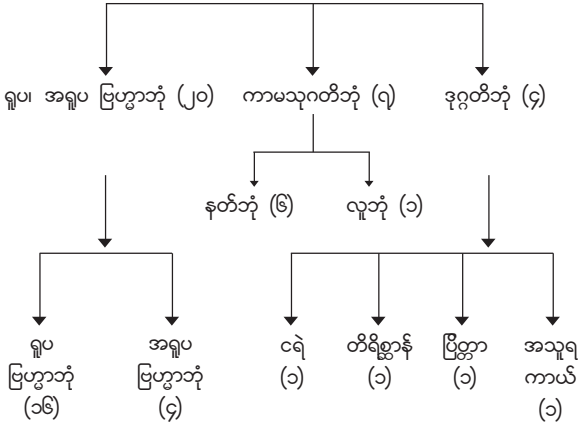 ရူပ၊ အရူပ ဗြဟ္မာဘုံ (၂၀) ကာမသုဂတိဘုံ (၇) ဒုဂ္ဂတိဘုံ (၄)
နတ်ဘုံ (၆) လူဘုံ (၁)
ရူပ အရူပ ငရဲ တိရိစ္ဆာန် ပြိတ္တာ အသူရ
ဗြဟ္မာဘုံ ဗြဟ္မာဘုံ (၁) (၁) (၁) ကာယ်
(၁၆) (၄) (၁)